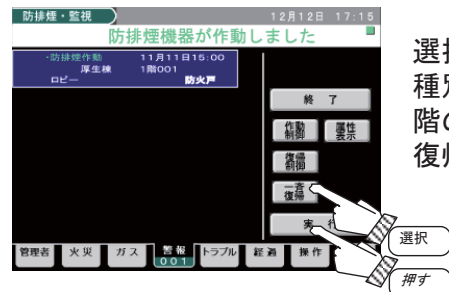 防排煙・監視
12月12日 17:15
防排煙機器が作動しました
・防排煙作動 11月11日15:00
厚生棟 1階001
ロビー 防火戸
終 了
作動
制御
属性
表示
復帰
制御
一斉
復帰
実 行
管理者 火災 ガス 警報 トラブル 経過 操作
001
選択
押す
種別
階の